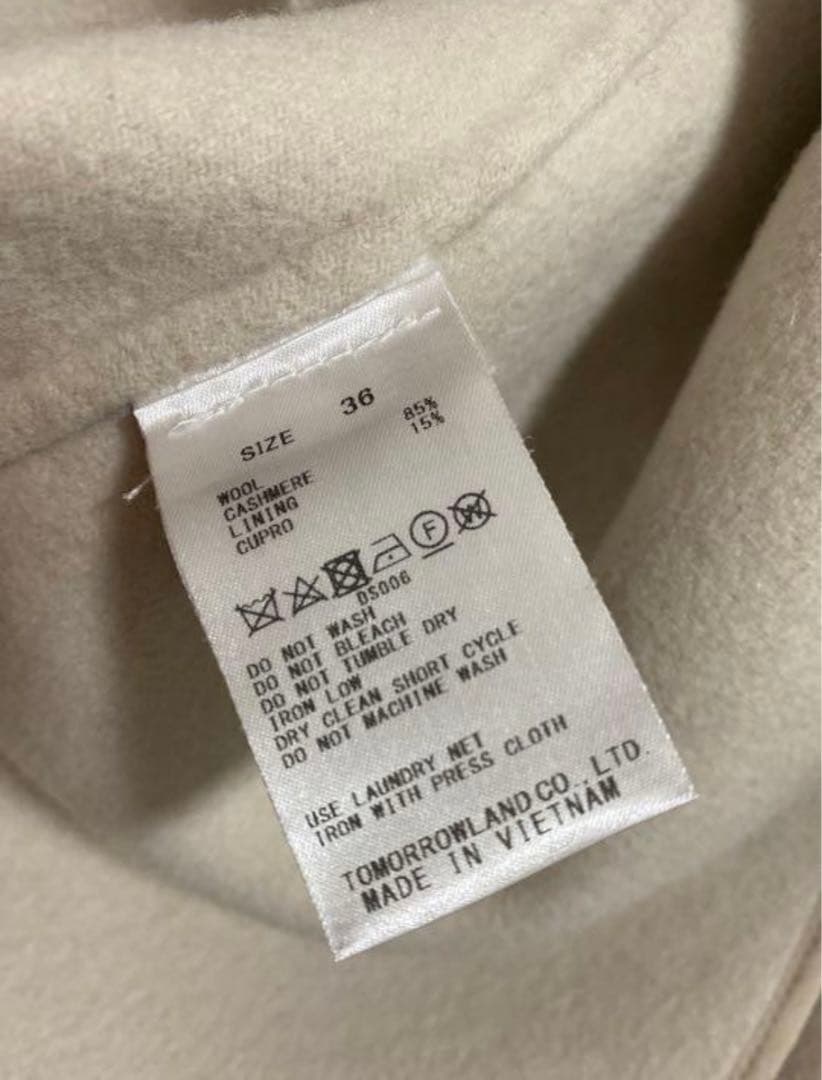 SIZE 36
WOOL 85%
CASHMERE 15%
LINING
CUPRO
F W
DS006
DO NOT WASH
DO NOT BLEACH
DO NOT TUMBLE DRY
IRON LOW
DRY CLEAN SHORT CYCLE
DO NOT MACHINE WASH
USE LAUNDRY NET
IRON WITH PRESS CLOTH
TOMORROWLAND CO., LTD.
MADE IN VIETNAM